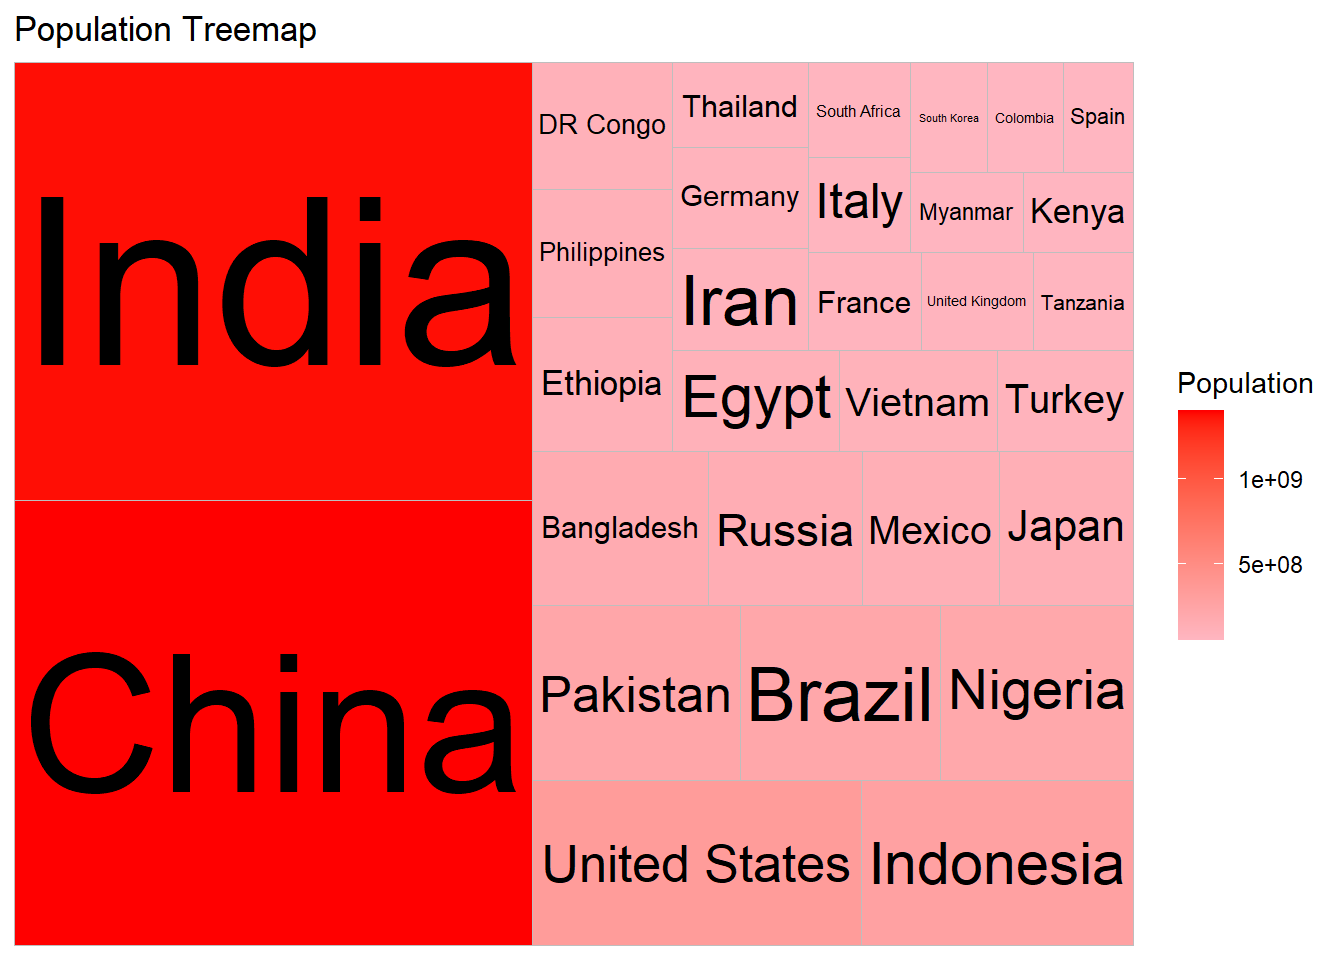 Population Treemap
India
China
DR Congo
Philippines
Ethiopia
Thailand
Germany
Iran
South Africa
Italy
South Korea
Colombia
Spain
Myanmar
Kenya
France
United Kingdom
Tanzania
Egypt
Vietnam
Turkey
Bangladesh
Russia
Mexico
Japan
Pakistan
Brazil
Nigeria
United States
Indonesia
Population
1e+09
5e+08